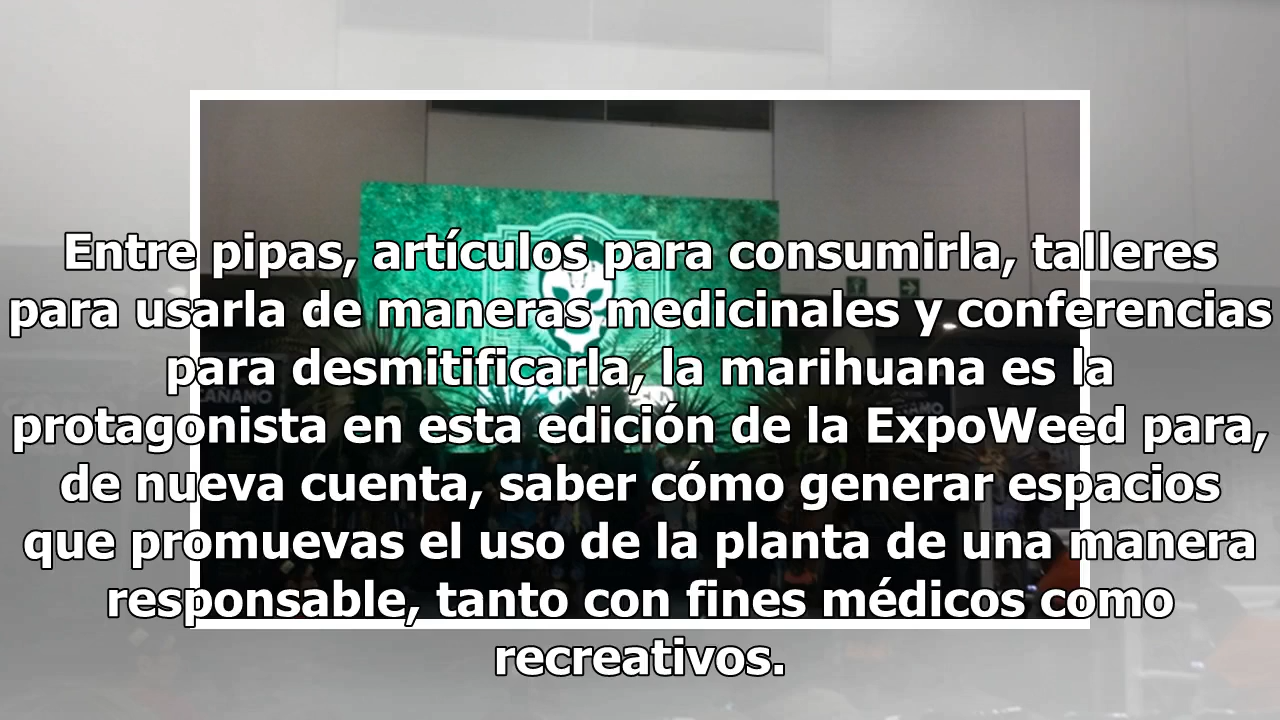 Entre pipas, artículos para consumirla, talleres
para usarla de maneras medicinales y conferencias
para desmitificarla, la marihuana es la
protagonista en esta edición de la ExpoWeed para,
de nueva cuenta, saber cómo generar espacios
que promuevas el uso de la planta de una manera
responsable, tanto con fines médicos como
recreativos.
CAÑAMO